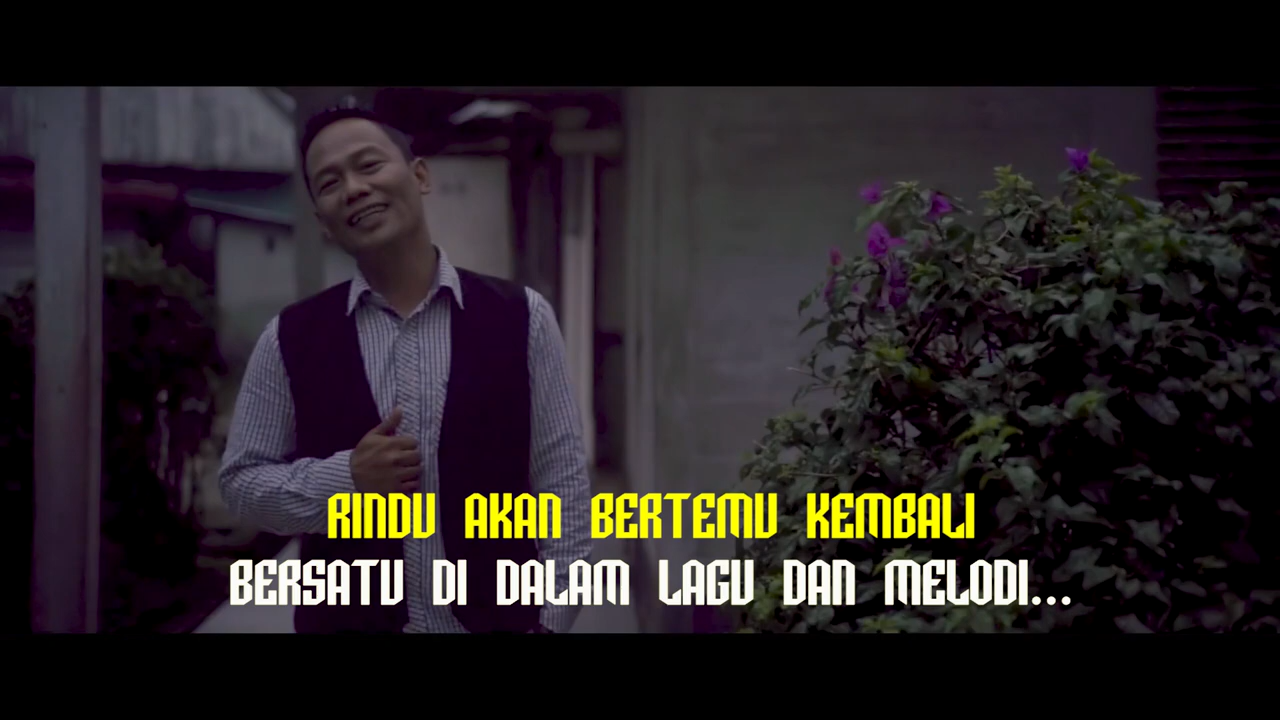 RINDU AKAN BERTEMU KEMBALI
BERSATU DI DALAM LAGU DAN MELODI...